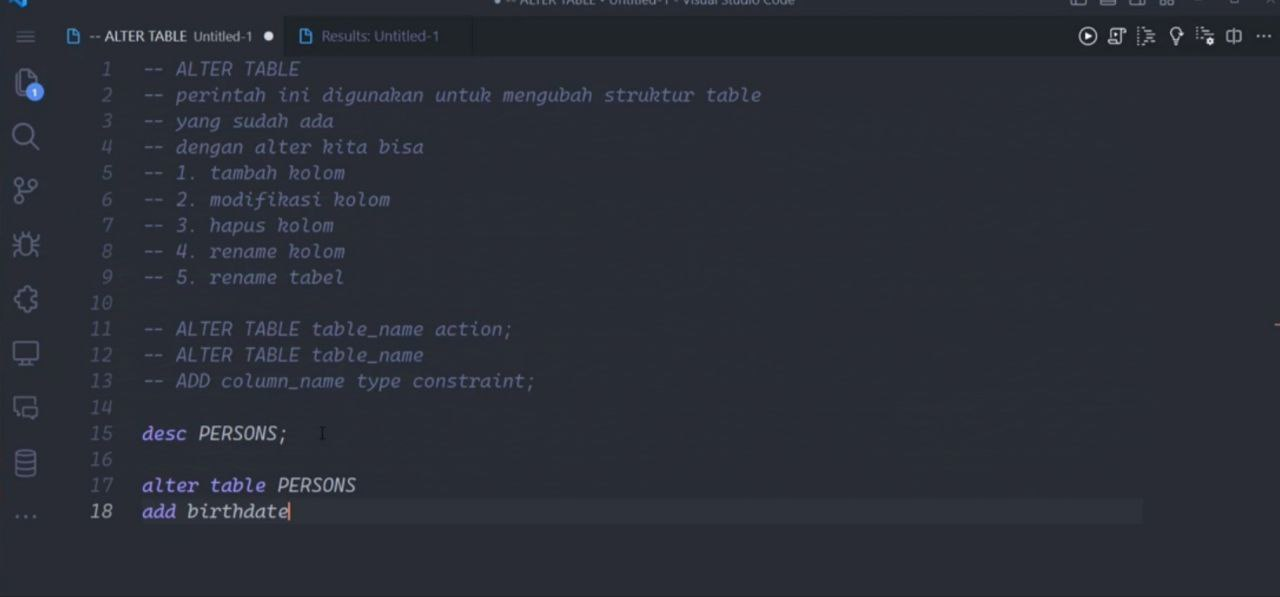 -- ALTER TABLE - Untitled-1 - Visual Studio Code
-- ALTER TABLE Untitled-1 ●
Results: Untitled-1
1 -- ALTER TABLE
2 -- perintah ini digunakan untuk mengubah struktur table
3 -- yang sudah ada
4 -- dengan alter kita bisa
5 -- 1. tambah kolom
6 -- 2. modifikasi kolom
7 -- 3. hapus kolom
8 -- 4. rename kolom
9 -- 5. rename tabel
10
11 -- ALTER TABLE table_name action;
12 -- ALTER TABLE table_name
13 -- ADD column_name type constraint;
14
15 desc PERSONS;
16
17 alter table PERSONS
18 add birthdate
1